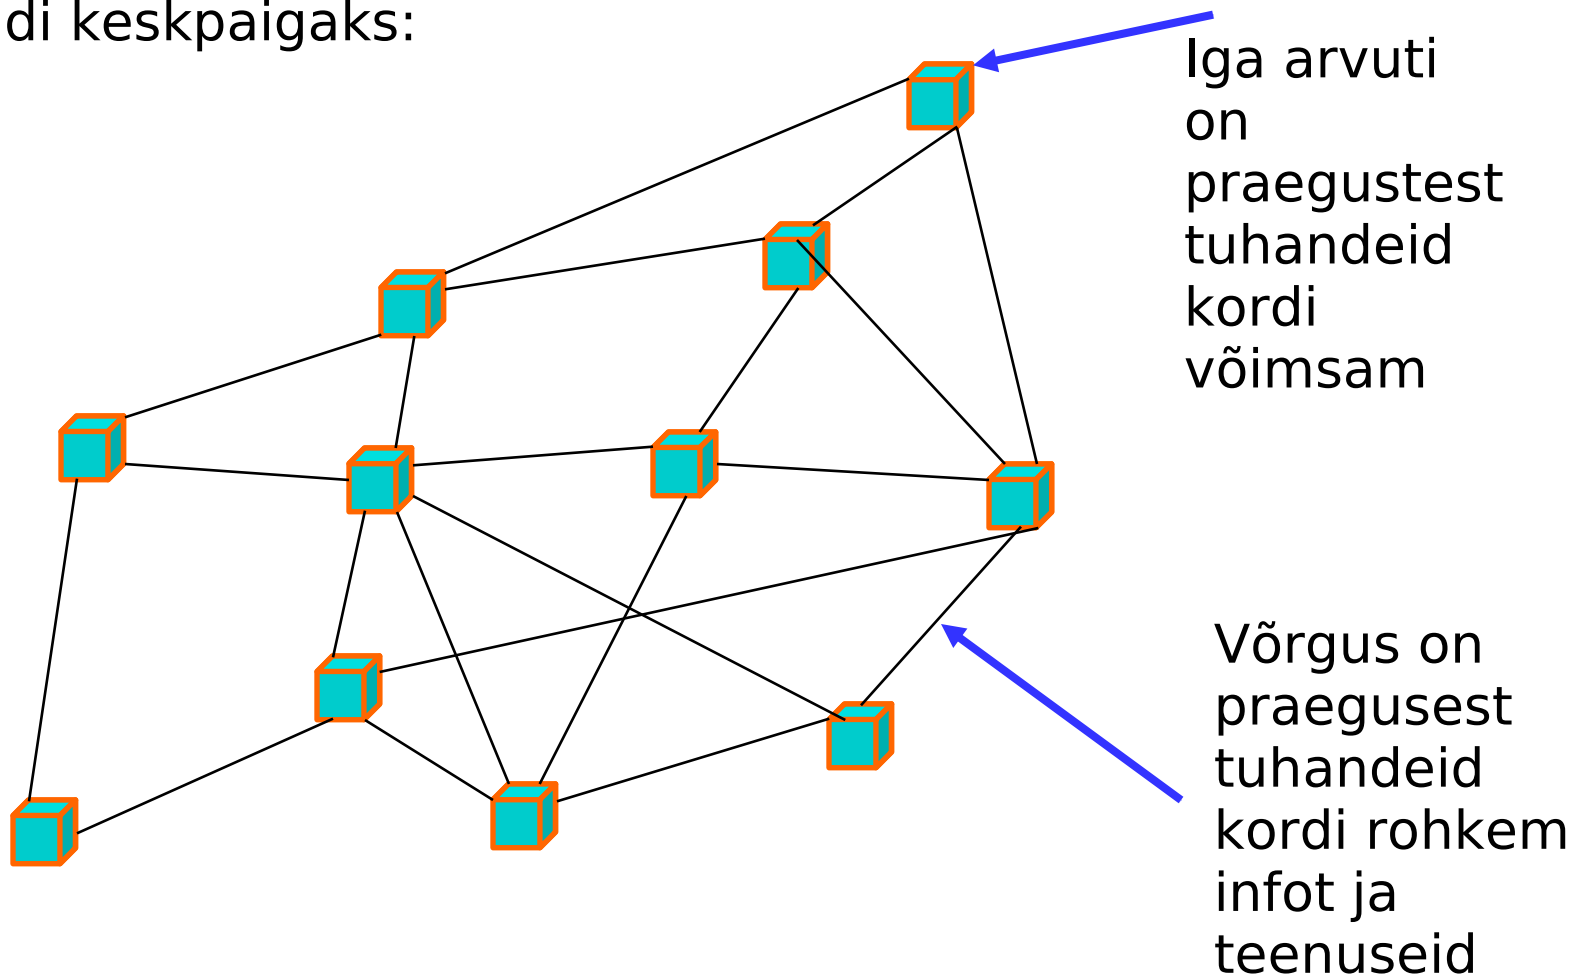 di keskpaigaks:
Iga arvuti
on
praegustest
tuhandeid
kordi
võimsam
Võrgus on
praegusest
tuhandeid
kordi rohkem
infot ja
teenuseid